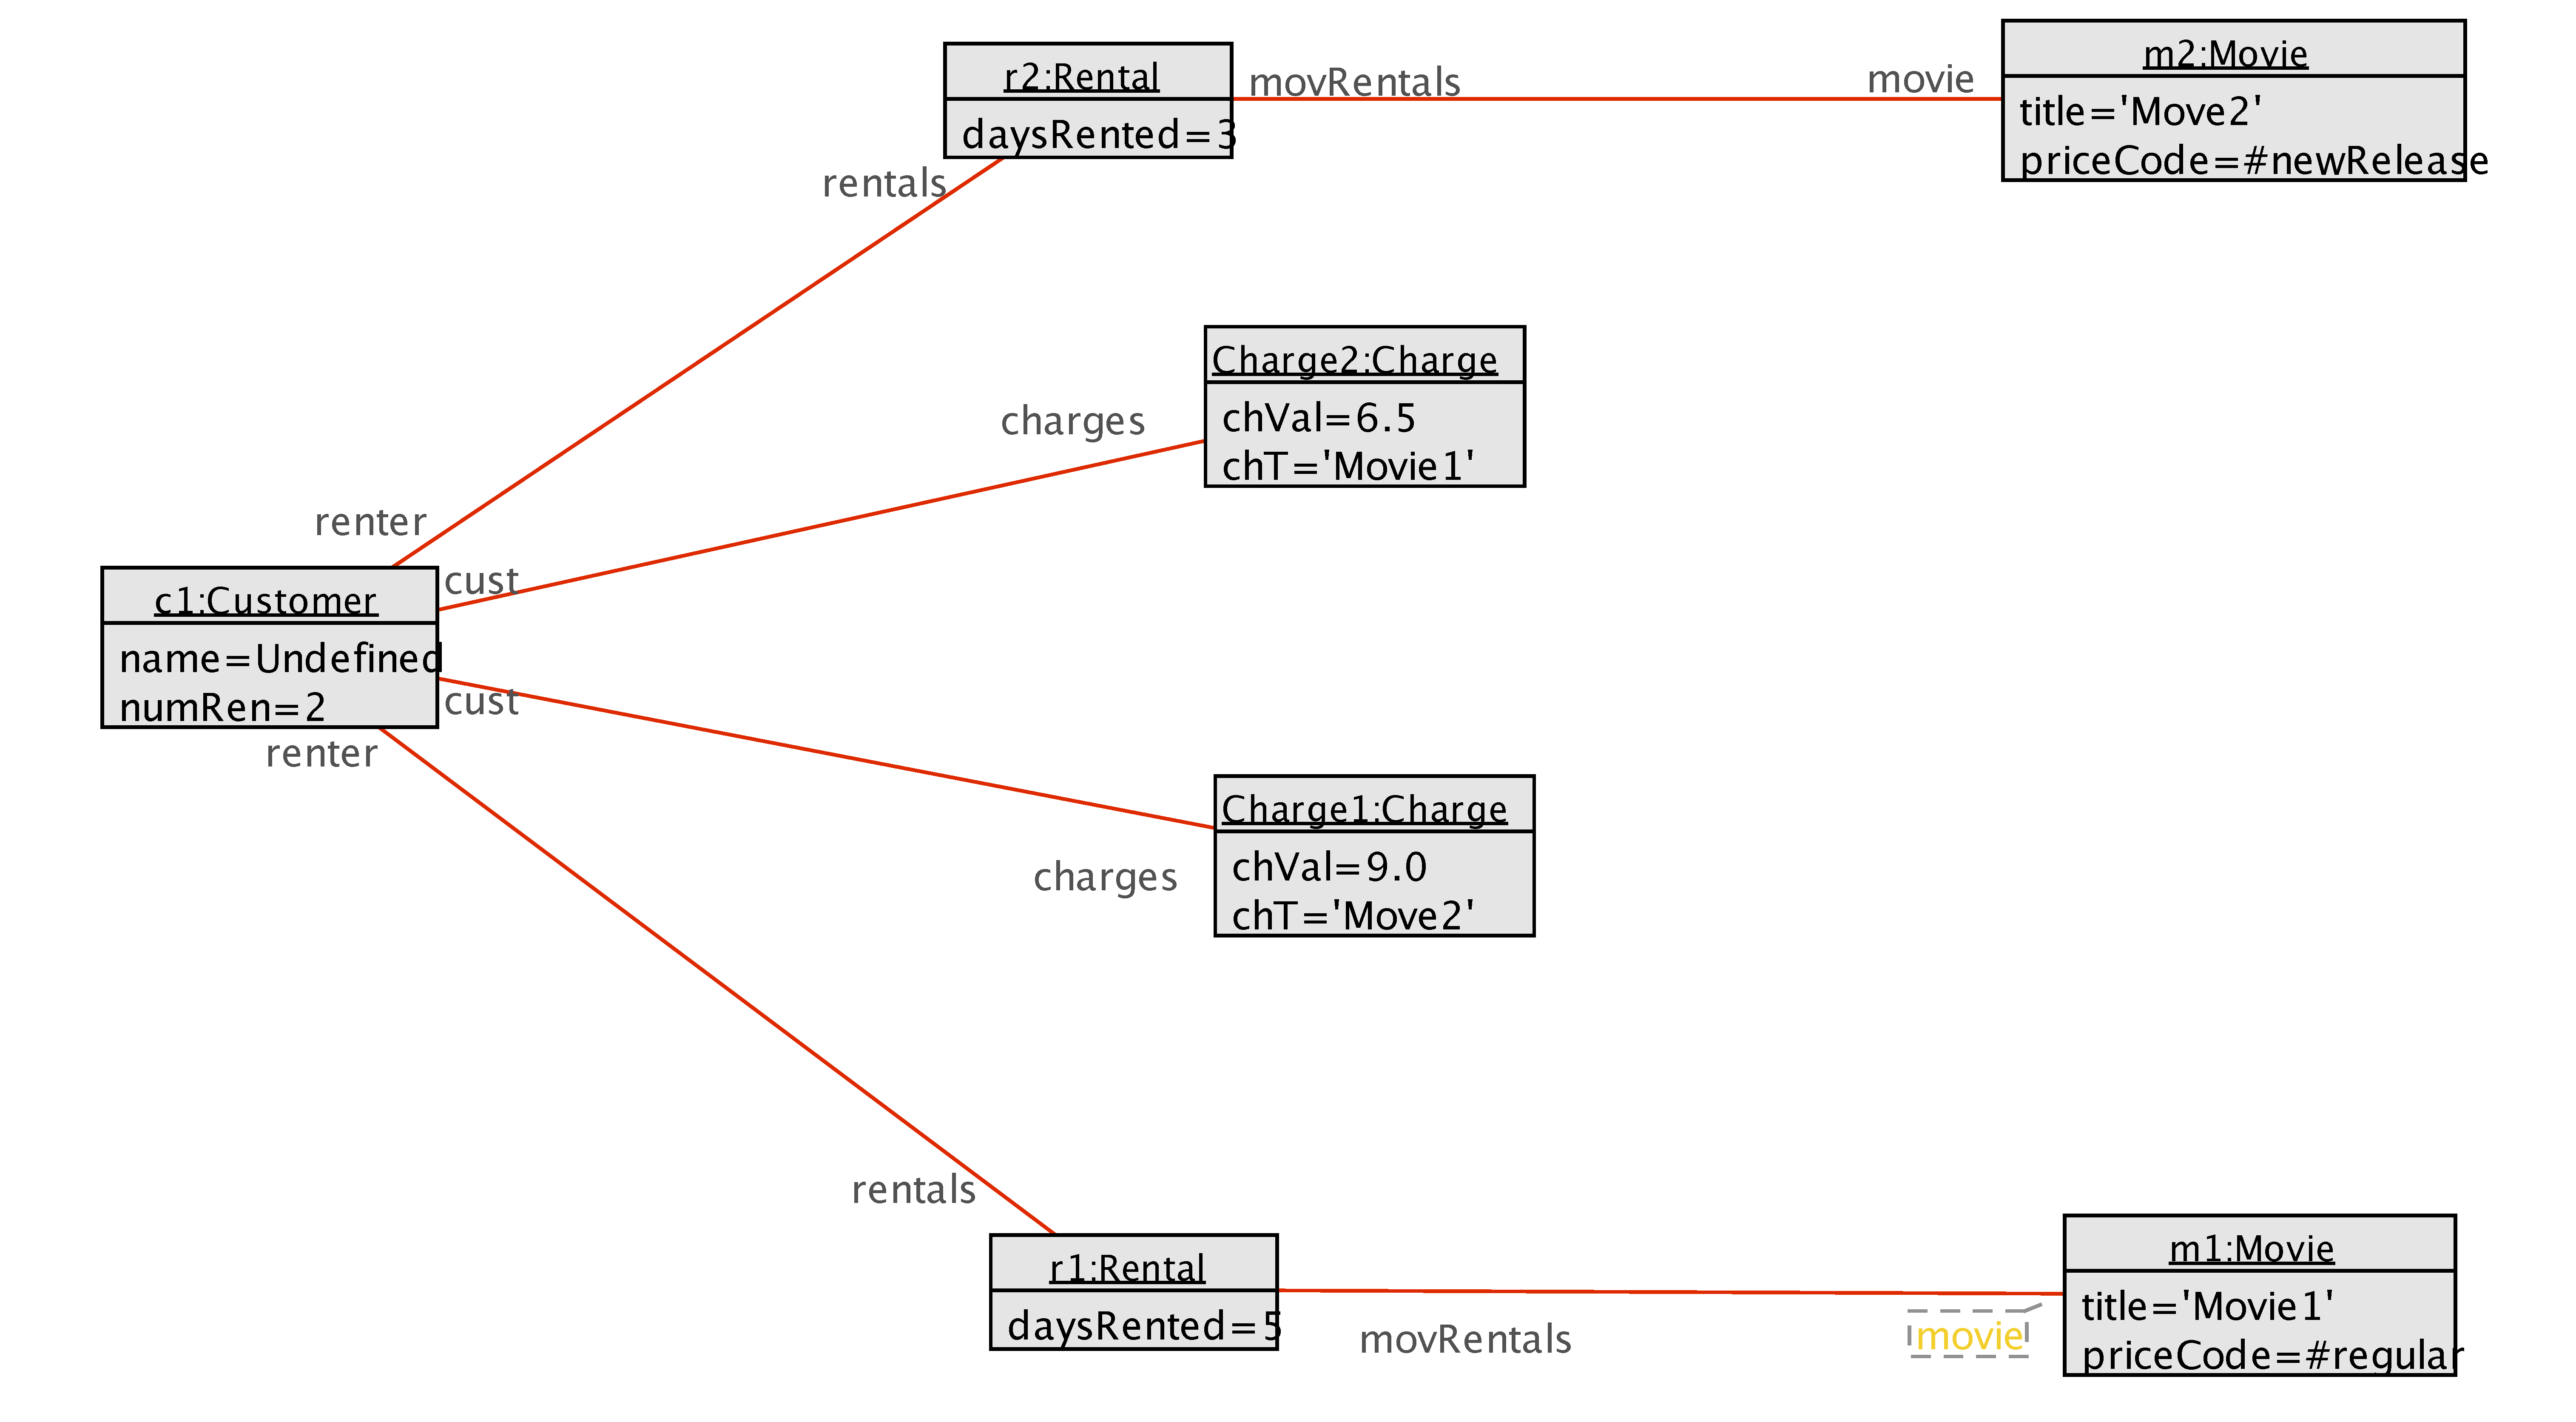 r2:Rental
daysRented=3
movRentals
movie
m2:Movie
title='Move2'
priceCode=#newRelease
rentals
Charge2:Charge
chVal=6.5
chT='Movie1'
charges
renter
cust
c1:Customer
name=Undefined
numRen=2
cust
renter
Charge1:Charge
chVal=9.0
chT='Move2'
charges
rentals
r1:Rental
daysRented=5
movRentals
movie
m1:Movie
title='Movie1'
priceCode=#regular